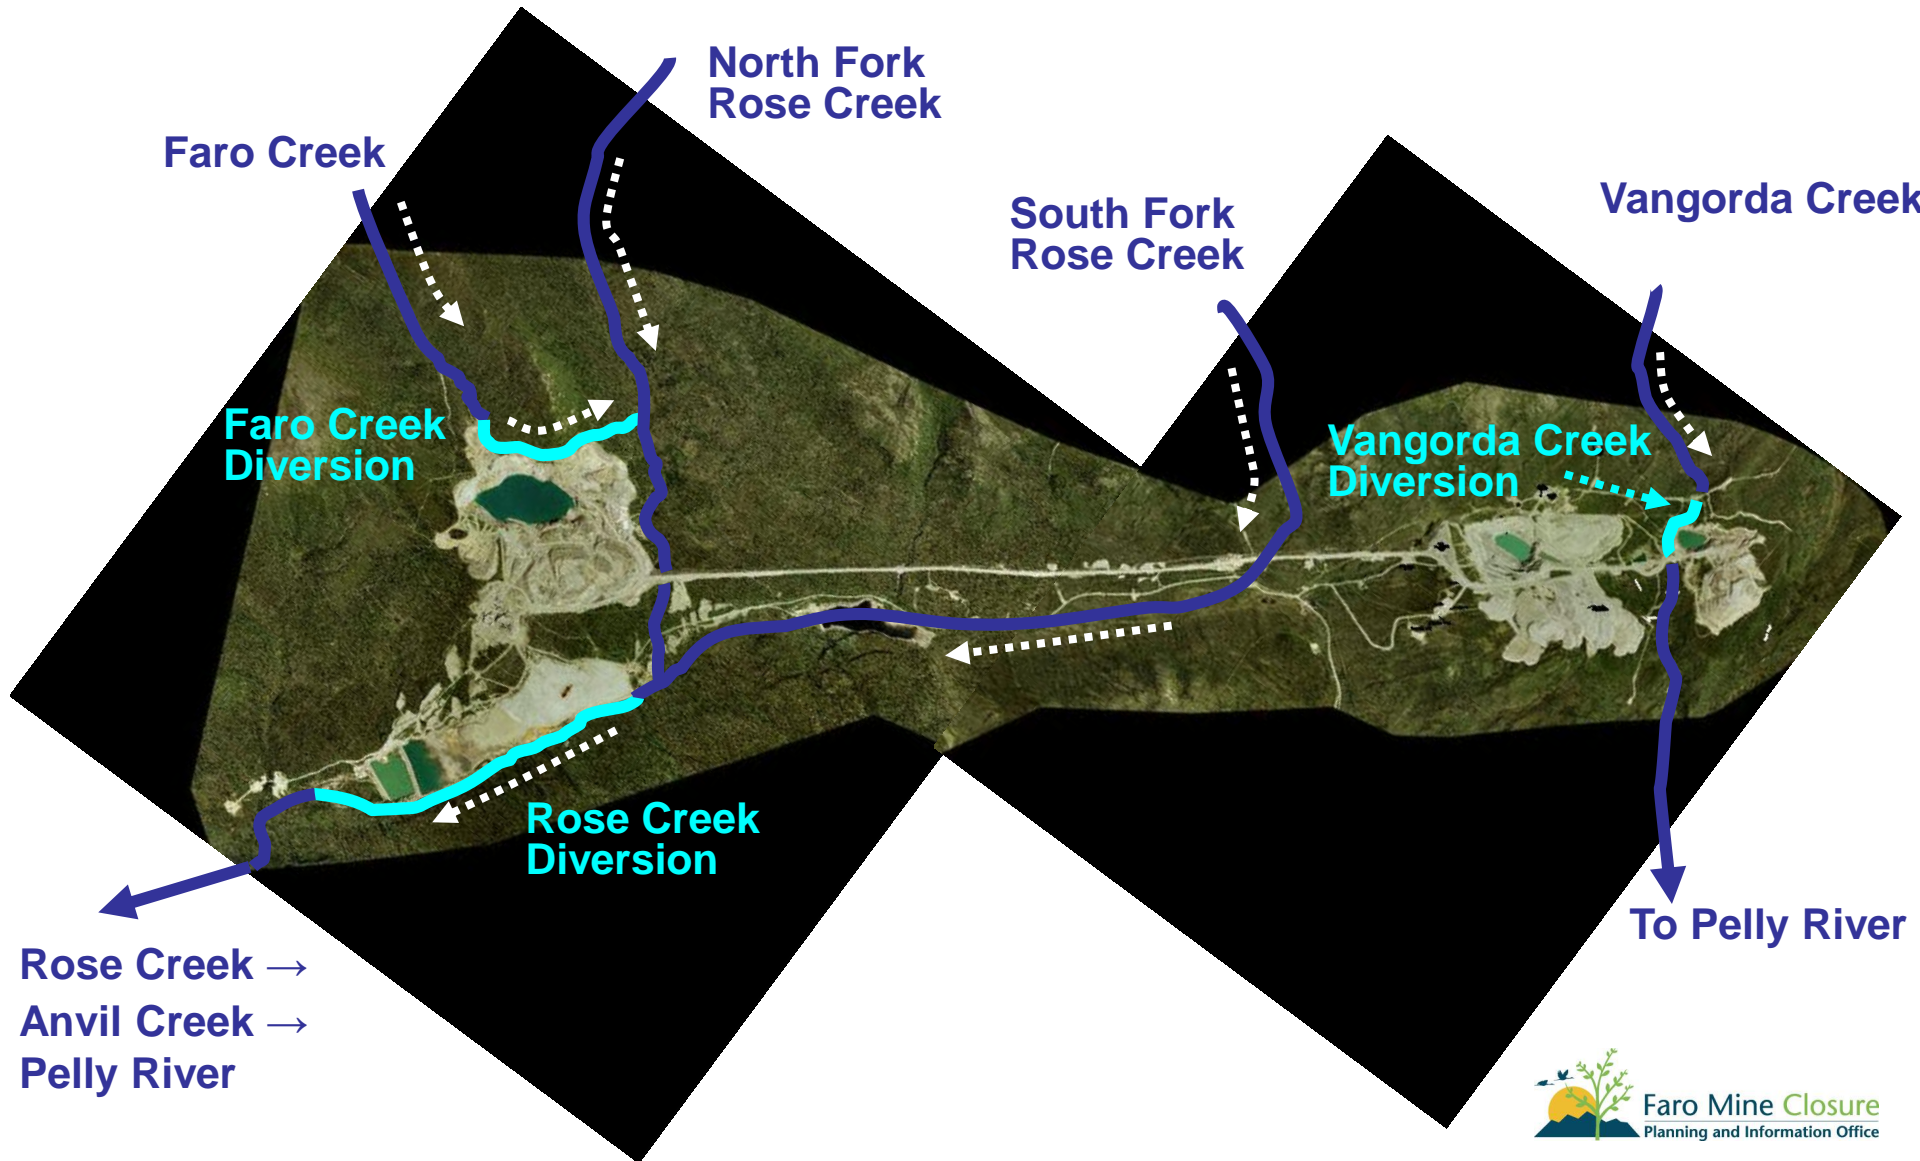 North Fork
Rose Creek
Faro Creek
South Fork
Rose Creek
Vangorda Creek
Faro Creek
Diversion
Vangorda Creek
Diversion
Rose Creek
Diversion
To Pelly River
Rose Creek →
Anvil Creek →
Pelly River
Faro Mine Closure
Planning and Information Office